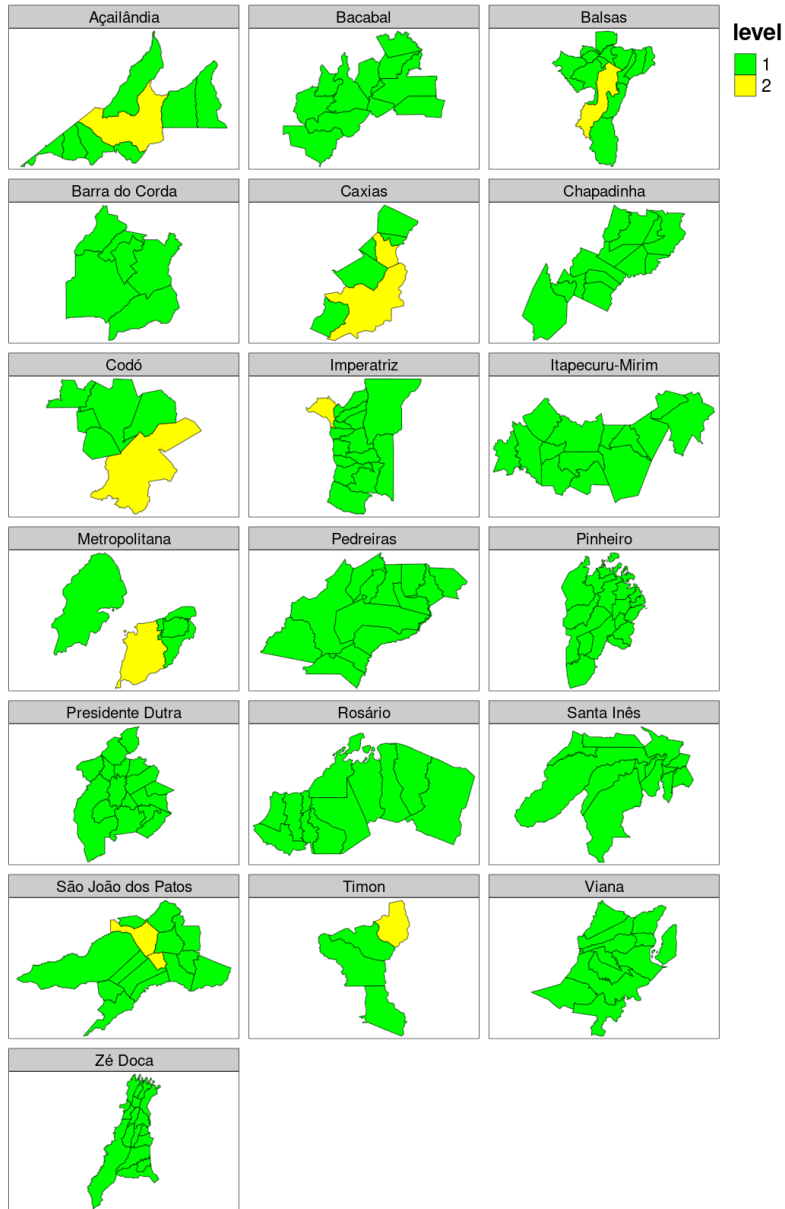 Açailândia
Bacabal
Balsas
level
1
2
Barra do Corda
Caxias
Chapadinha
Codó
Imperatriz
Itapecuru-Mirim
Metropolitana
Pedreiras
Pinheiro
Presidente Dutra
Rosário
Santa Inês
São João dos Patos
Timon
Viana
Zé Doca